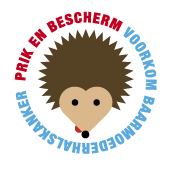 PRIK EN BESCHERM
VOORKOM BAARMOEDERHALSKANKER